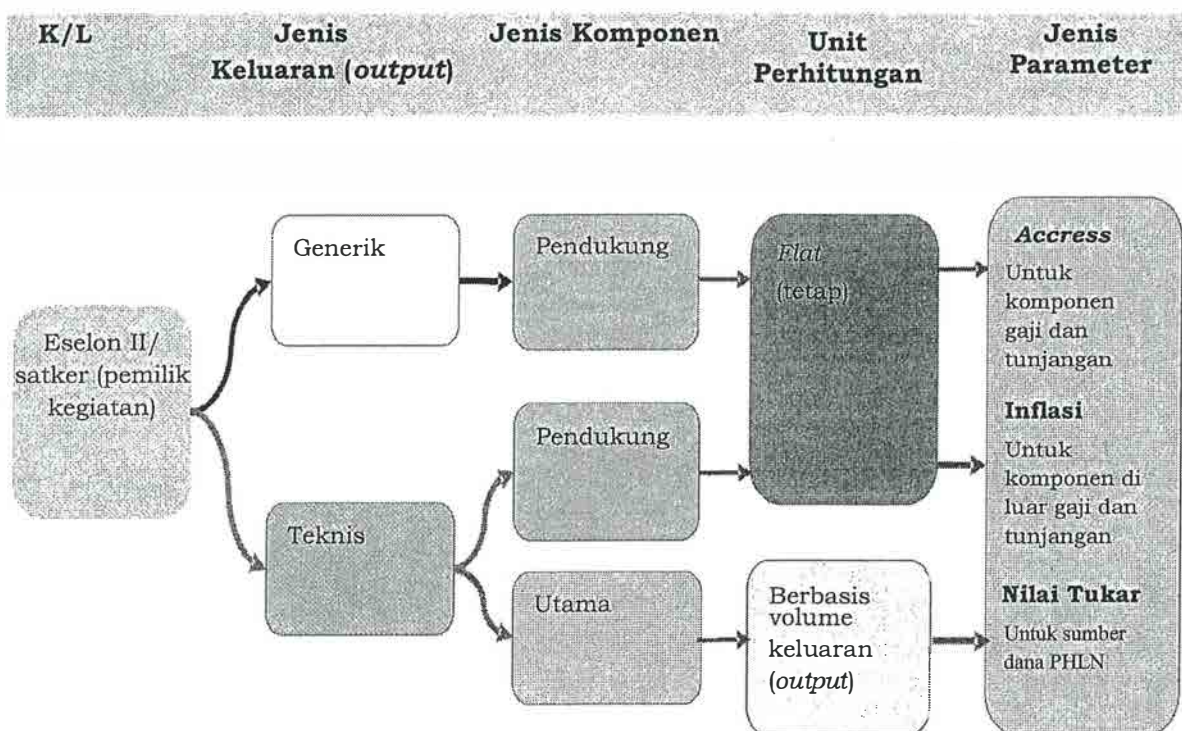 K/L
Jenis
Keluaran (output)
Jenis Komponen
Unit
Perhitungan
Jenis
Parameter
Eselon II/
satker (pemilik
kegiatan)
Generik
Teknis
Pendukung
Pendukung
Utama
Flat
(tetap)
Berbasis
volume
keluaran
(output)
Accress
Untuk
komponen
gaji dan
tunjangan
Inflasi
Untuk
komponen di
luar gaji dan
tunjangan
Nilai Tukar
Untuk sumber
dana PHLN